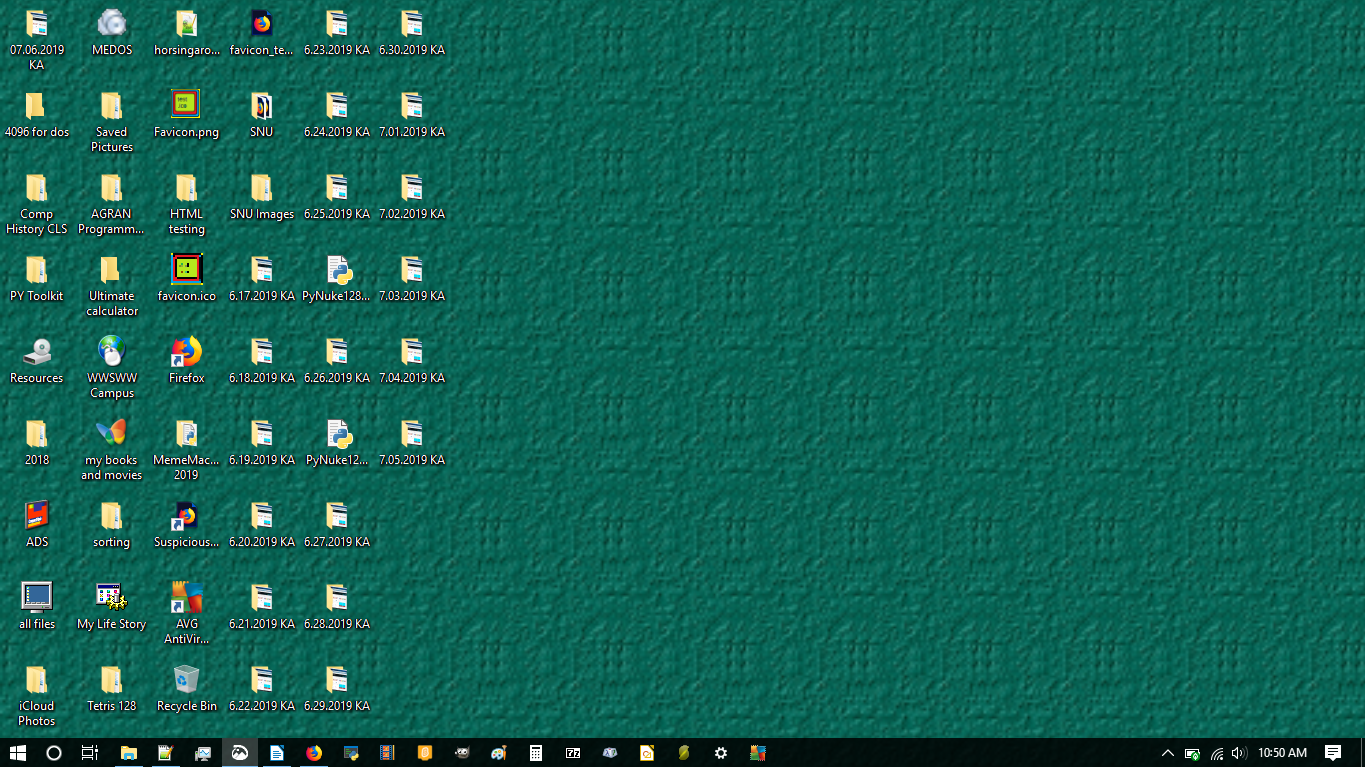 07.06.2019
KA
MEDOS
horsingaro...
favicon_te...
6.23.2019 KA
6.30.2019 KA
4096 for dos
Saved
Pictures
Favicon.png
SNU
6.24.2019 KA
7.01.2019 KA
Comp
History CLS
AGRAN
Programm...
HTML
testing
SNU Images
6.25.2019 KA
7.02.2019 KA
PY Toolkit
Ultimate
calculator
favicon.ico
6.17.2019 KA
PyNuke128...
7.03.2019 KA
Resources
WWSWW
Campus
Firefox
6.18.2019 KA
6.26.2019 KA
7.04.2019 KA
2018
my books
and movies
MemeMac...
2019
6.19.2019 KA
PyNuke12...
7.05.2019 KA
ADS
sorting
Suspicious...
6.20.2019 KA
6.27.2019 KA
all files
My Life Story
AVG
AntiVir...
6.21.2019 KA
6.28.2019 KA
iCloud
Photos
Tetris 128
Recycle Bin
6.22.2019 KA
6.29.2019 KA
10:50 AM